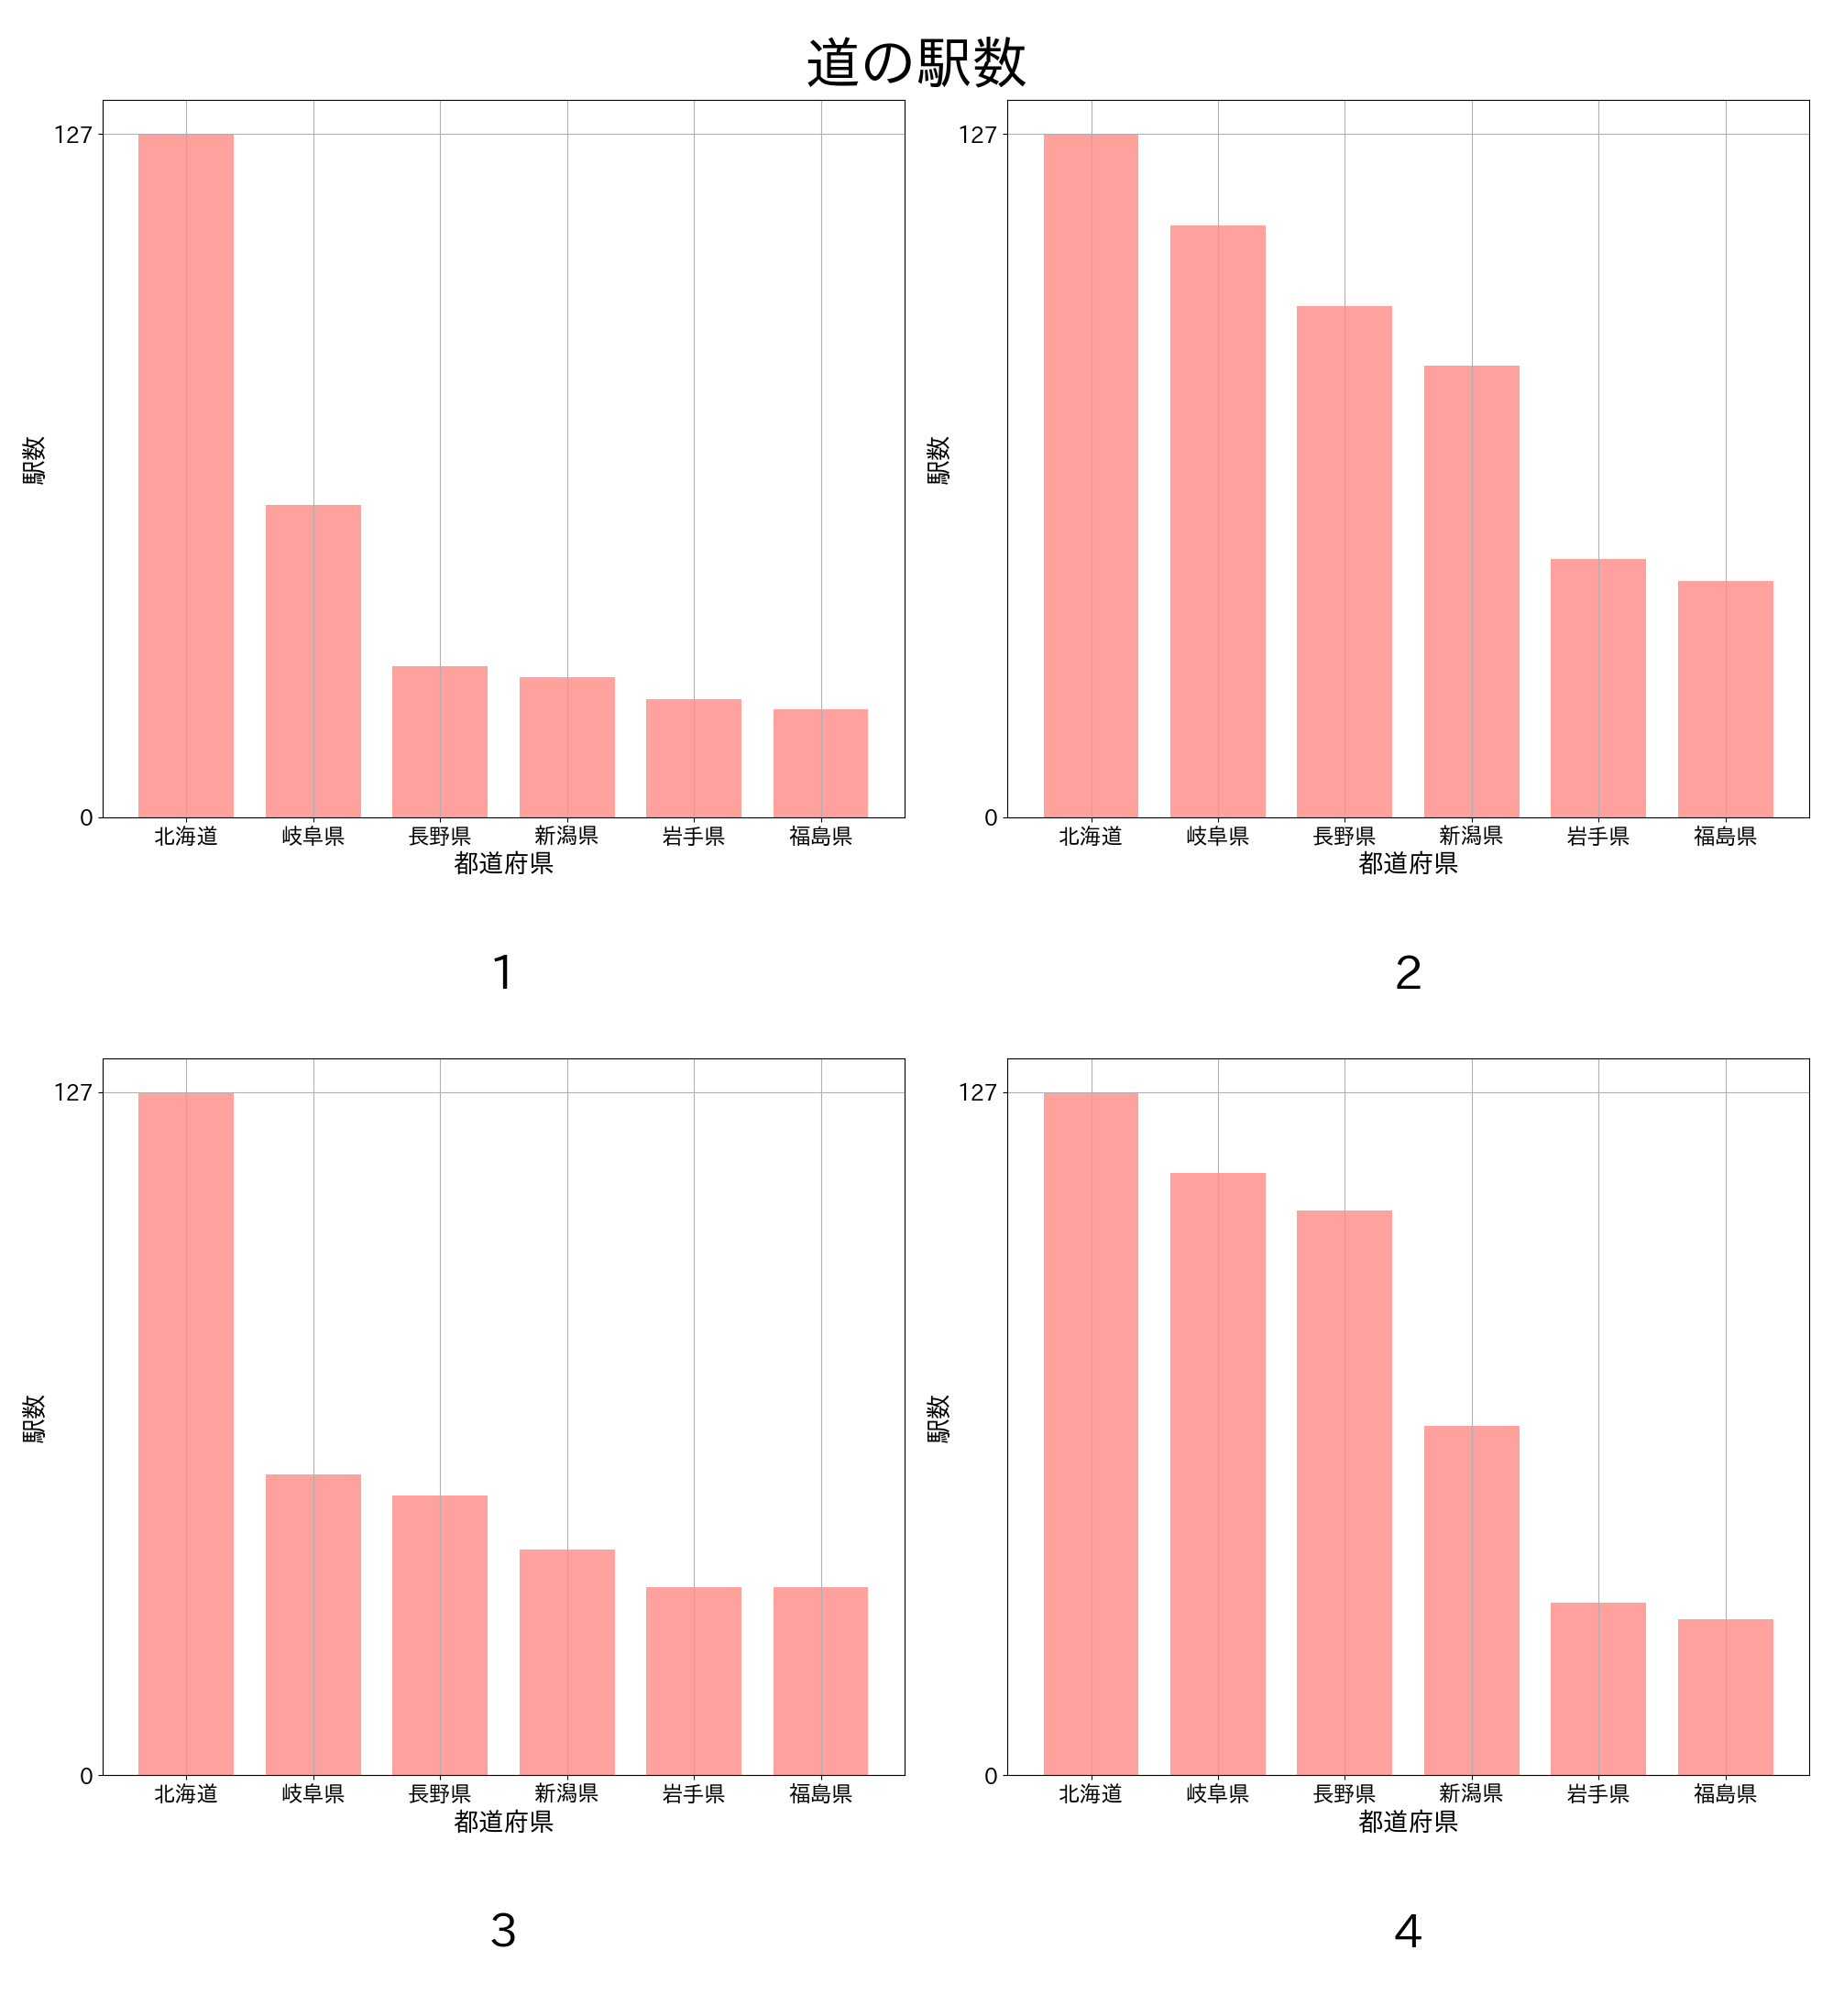 道の駅数
127
0
駅数
北海道 岐阜県 長野県 新潟県 岩手県 福島県
都道府県
1
127
0
駅数
北海道 岐阜県 長野県 新潟県 岩手県 福島県
都道府県
2
127
0
駅数
北海道 岐阜県 長野県 新潟県 岩手県 福島県
都道府県
3
127
0
駅数
北海道 岐阜県 長野県 新潟県 岩手県 福島県
都道府県
4